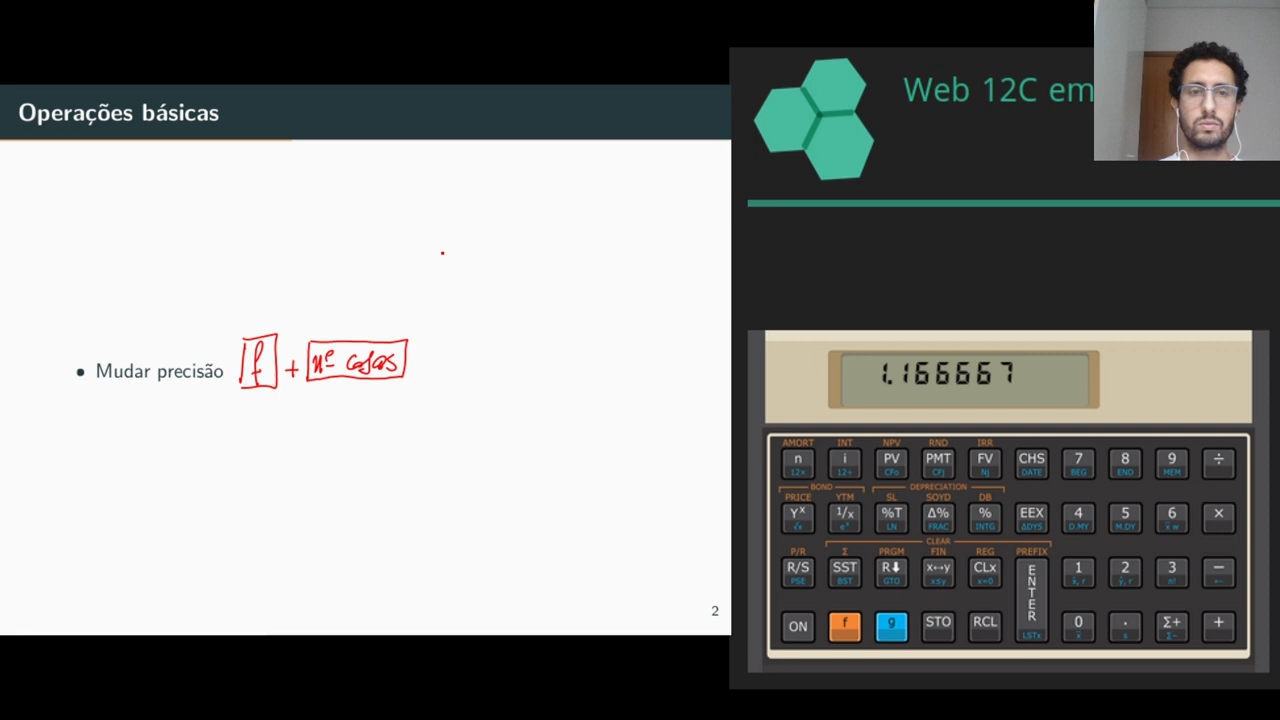 Operações básicas
• Mudar precisão f + nº casas
2
Web 12C em
1.166667
AMORT INT NPV RND IRR
n i PV PMT FV CHS 7 8 9 ÷
12× 12÷ CFo CFj Nj DATE BEG END MEM
BOND DEPRECIATION
PRICE YTM SL SOYD DB
Yˣ 1/x %T Δ% % EEX 4 5 6 ×
√x eˣ LN FRAC INTG ΔDYS D.MY M.DY x̄ w
CLEAR
P/R Σ PRGM FIN REG PREFIX
R/S SST R⬇ x↔y CLx ENTER 1 2 3 −
PSE BST GTO x≤y x=0 x̂,r ŷ,r n! ←
ON f g STO RCL 0 . Σ+ +
LSTx x̄ s Σ−